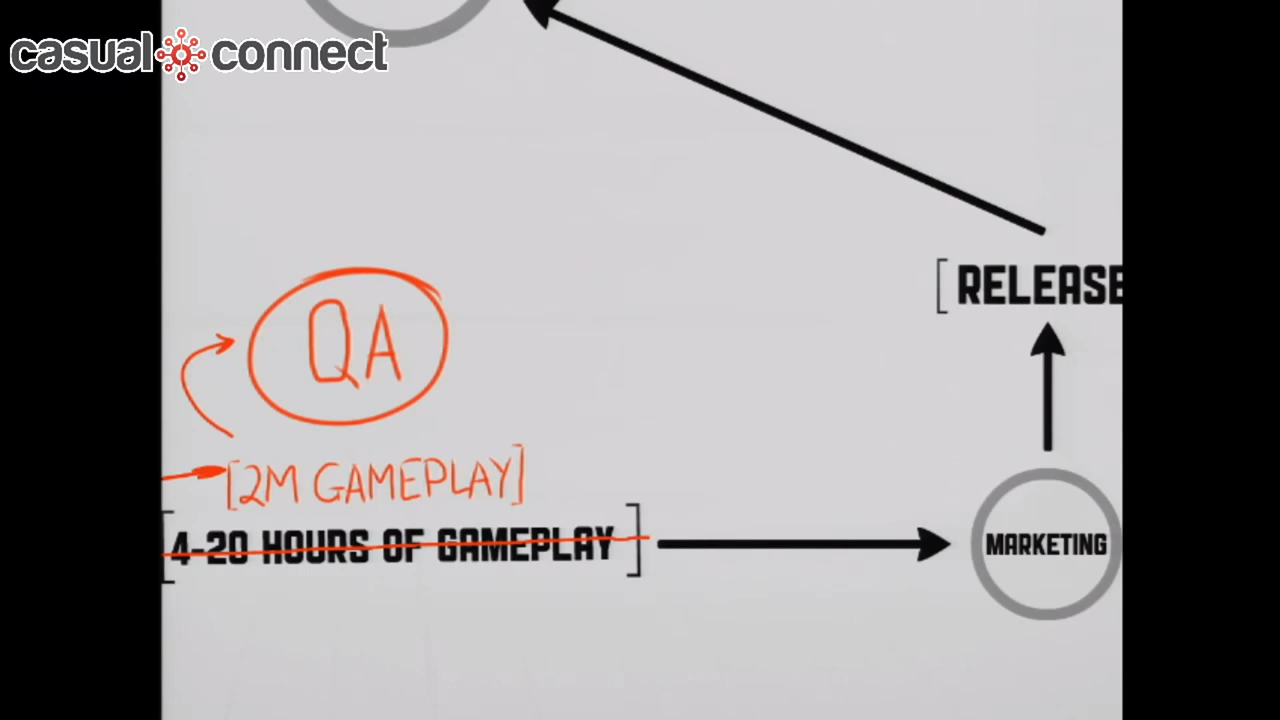 casual connect
[RELEASE
QA
[2M GAMEPLAY]
[4-20 HOURS OF GAMEPLAY]
MARKETING